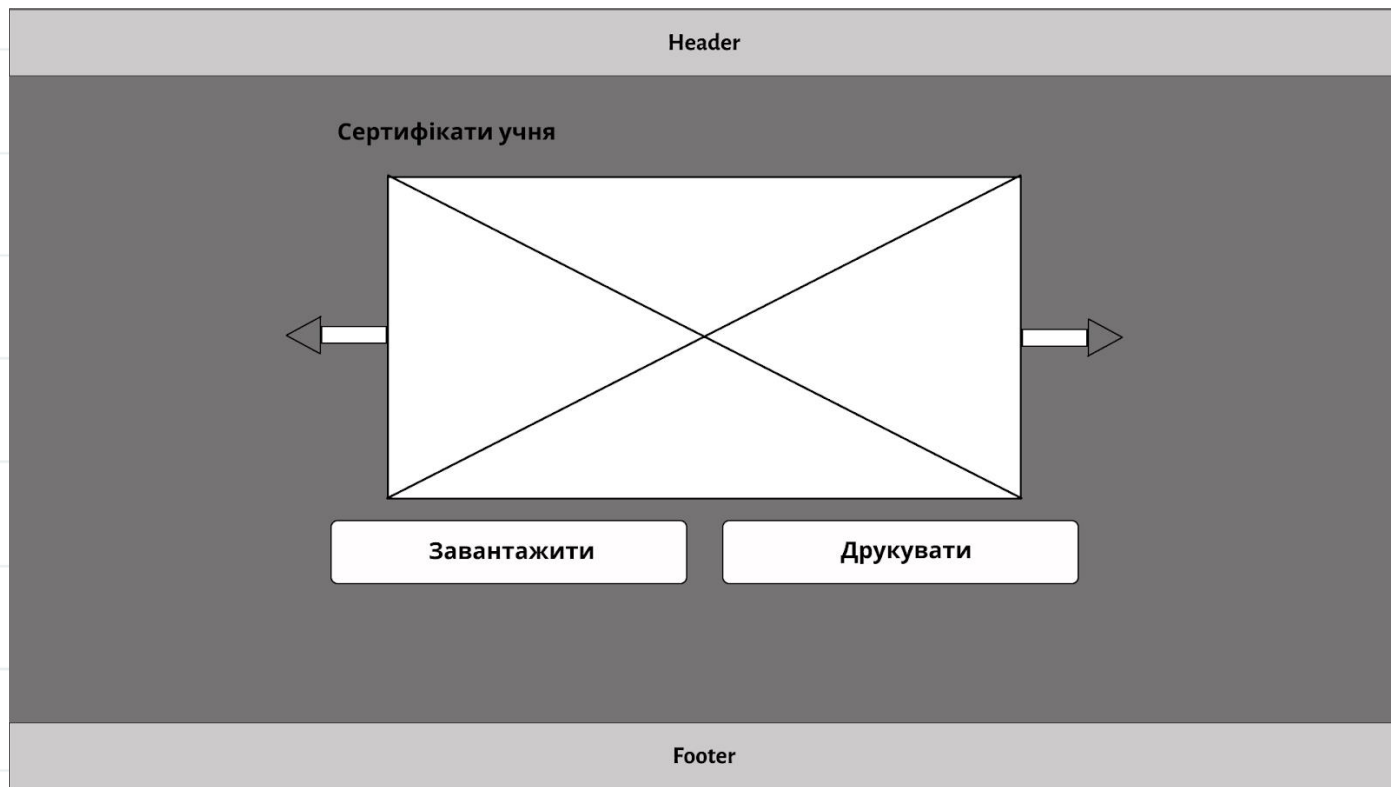 Header
Сертифікати учня
Завантажити
Друкувати
Footer